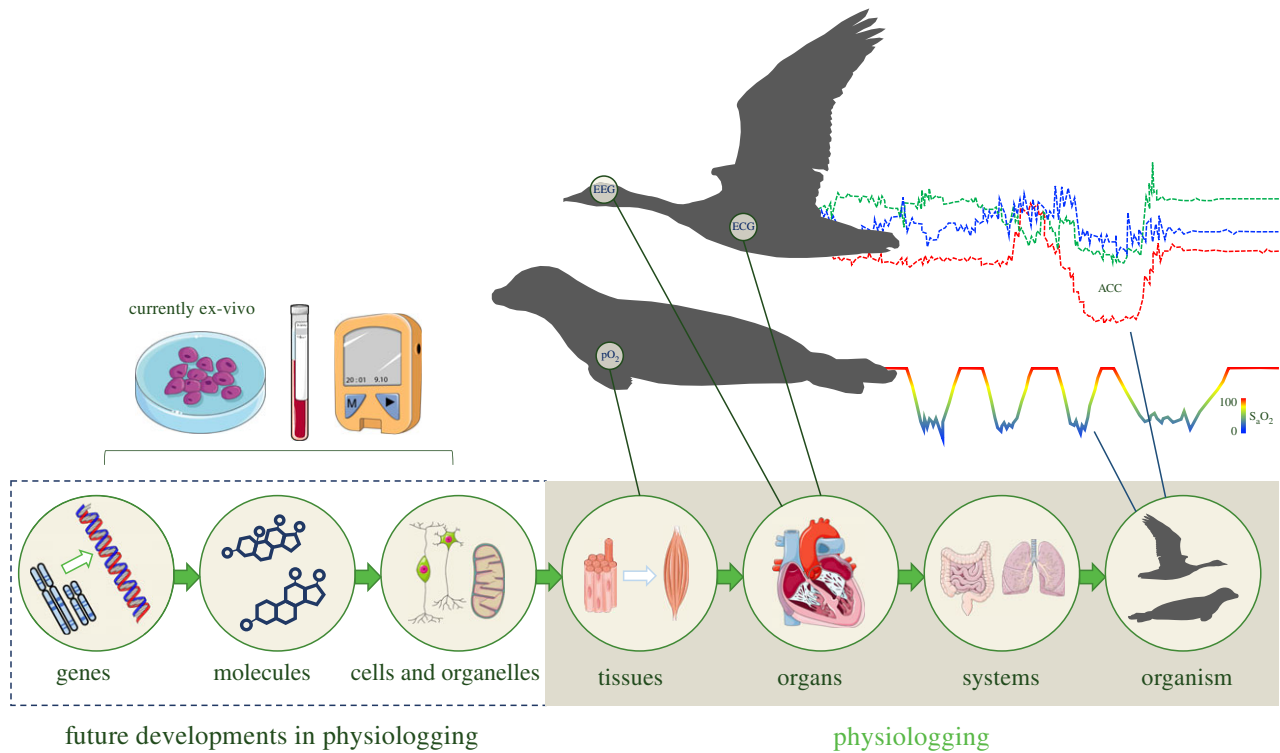 EEG
ECG
ACC
currently ex-vivo
pO2
20:01 9.10
M
100
0
SaO2
genes
molecules
cells and organelles
tissues
organs
systems
organism
future developments in physiologging
physiologging